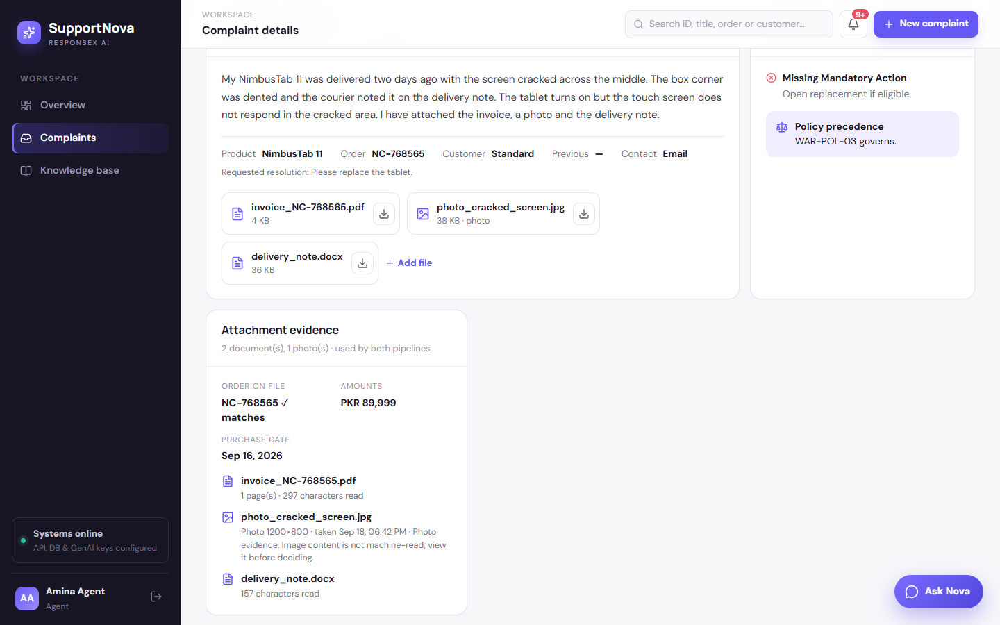 SupportNova
RESPONSEX AI
WORKSPACE
Overview
Complaints
Knowledge base
Systems online
API, DB & GenAI keys configured
AA
Amina Agent
Agent
WORKSPACE
Complaint details
Search ID, title, order or customer...
9+
New complaint
My NimbusTab 11 was delivered two days ago with the screen cracked across the middle. The box corner
was dented and the courier noted it on the delivery note. The tablet turns on but the touch screen does
not respond in the cracked area. I have attached the invoice, a photo and the delivery note.
Product NimbusTab 11 Order NC-768565 Customer Standard Previous — Contact Email
Requested resolution: Please replace the tablet.
invoice_NC-768565.pdf
4 KB
photo_cracked_screen.jpg
38 KB · photo
delivery_note.docx
36 KB
+ Add file
Missing Mandatory Action
Open replacement if eligible
Policy precedence
WAR-POL-03 governs.
Attachment evidence
2 document(s), 1 photo(s) · used by both pipelines
ORDER ON FILE
NC-768565 ✓
matches
AMOUNTS
PKR 89,999
PURCHASE DATE
Sep 16, 2026
invoice_NC-768565.pdf
1 page(s) · 297 characters read
photo_cracked_screen.jpg
Photo 1200×800 · taken Sep 18, 06:42 PM · Photo
evidence. Image content is not machine-read; view
it before deciding.
delivery_note.docx
157 characters read
Ask Nova